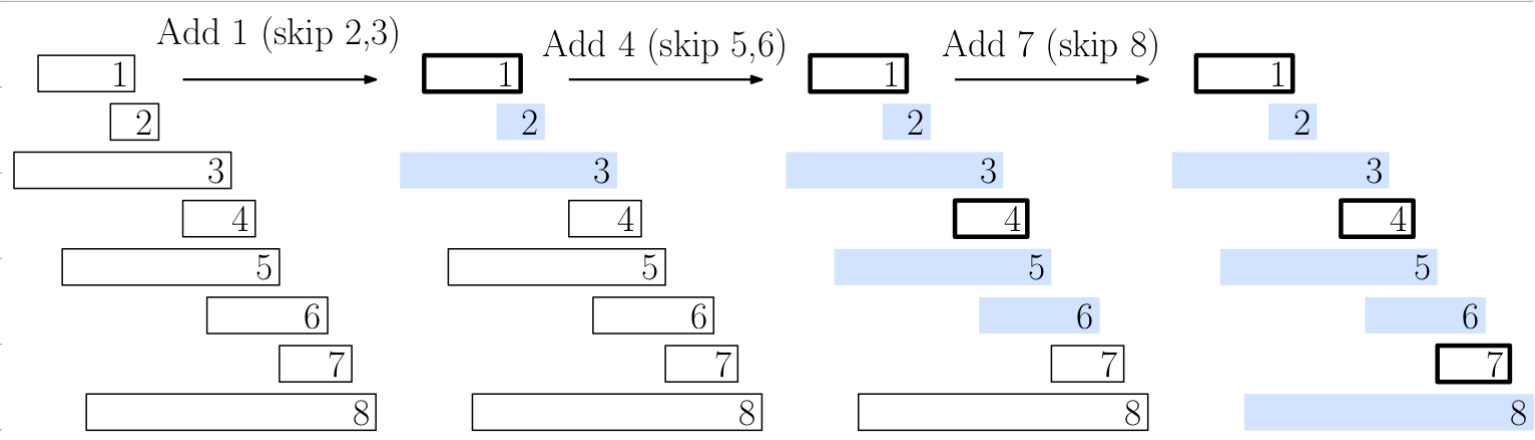 Add 1 (skip 2,3)
Add 4 (skip 5,6)
Add 7 (skip 8)
1 1 1 1
2 2 2 2
3 3 3 3
4 4 4 4
5 5 5 5
6 6 6 6
7 7 7 7
8 8 8 8